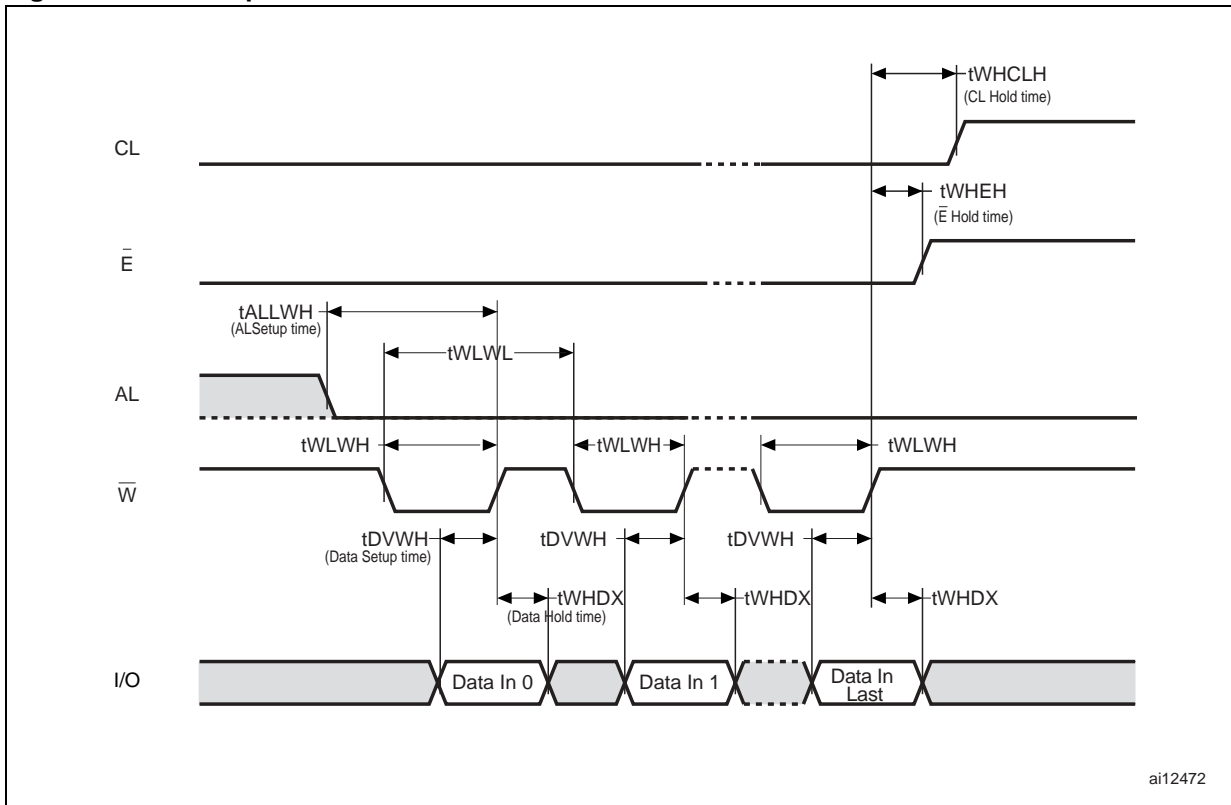 tWHCLH
(CL Hold time)
CL
tWHEH
(E̅ Hold time)
E̅
tALLWH
(ALSetup time)
tWLWL
AL
tWLWH
tWLWH
tWLWH
W̅
tDVWH
(Data Setup time)
tDVWH
tDVWH
tWHDX
(Data Hold time)
tWHDX
tWHDX
I/O
Data In 0
Data In 1
Data In
Last
ai12472